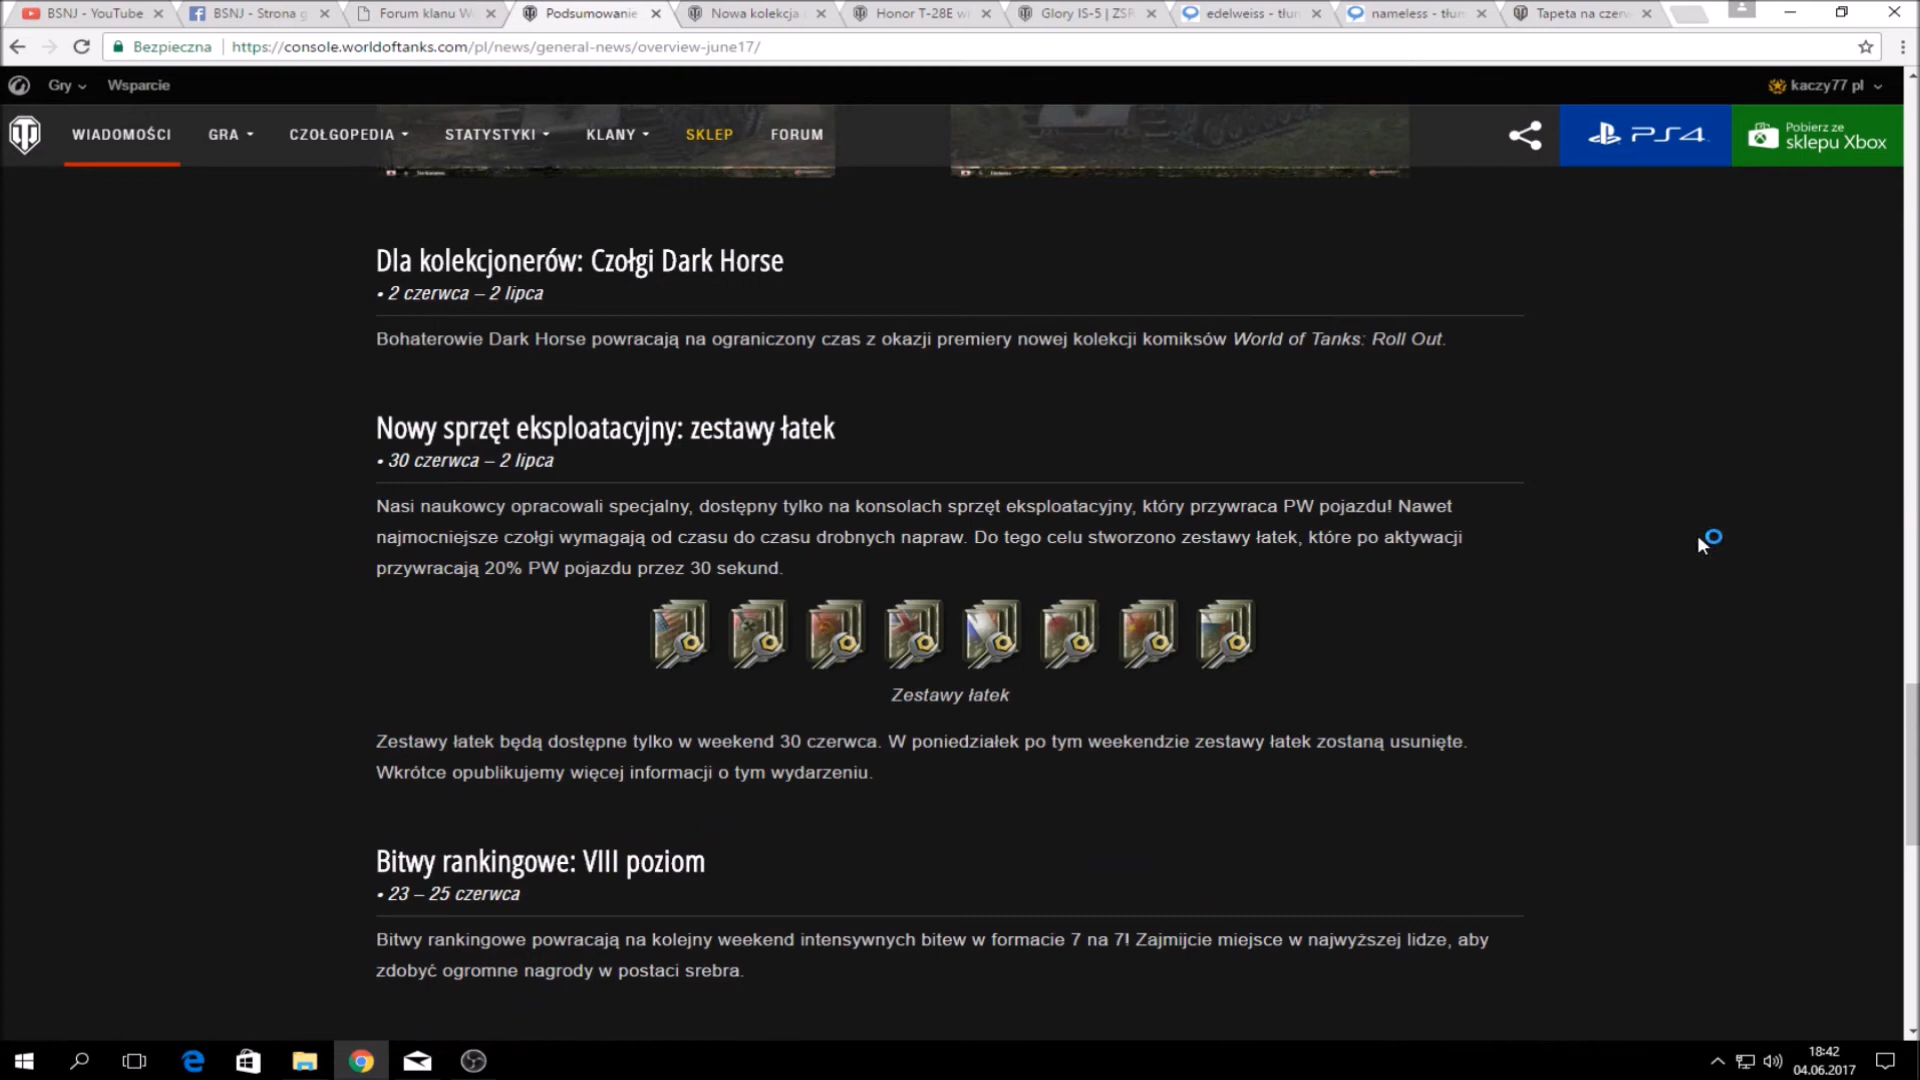 BSNJ - YouTube
BSNJ - Strona g
Forum klanu W
Podsumowanie
Nowa kolekcja
Honor T-28E w
Glory IS-5 | ZSR
edelweiss - tłum
nameless - tłum
Tapeta na czerw
Bezpieczna
https://console.worldoftanks.com/pl/news/general-news/overview-june17/
Gry
Wsparcie
kaczy77 pl
WIADOMOŚCI
GRA
CZOŁGOPEDIA
STATYSTYKI
KLANY
SKLEP
FORUM
PS4
Pobierz ze
sklepu Xbox
Dla kolekcjonerów: Czołgi Dark Horse
• 2 czerwca – 2 lipca
Bohaterowie Dark Horse powracają na ograniczony czas z okazji premiery nowej kolekcji komiksów World of Tanks: Roll Out.
Nowy sprzęt eksploatacyjny: zestawy łatek
• 30 czerwca – 2 lipca
Nasi naukowcy opracowali specjalny, dostępny tylko na konsolach sprzęt eksploatacyjny, który przywraca PW pojazdu! Nawet
najmocniejsze czołgi wymagają od czasu do czasu drobnych napraw. Do tego celu stworzono zestawy łatek, które po aktywacji
przywracają 20% PW pojazdu przez 30 sekund.
Zestawy łatek
Zestawy łatek będą dostępne tylko w weekend 30 czerwca. W poniedziałek po tym weekendzie zestawy łatek zostaną usunięte.
Wkrótce opublikujemy więcej informacji o tym wydarzeniu.
Bitwy rankingowe: VIII poziom
• 23 – 25 czerwca
Bitwy rankingowe powracają na kolejny weekend intensywnych bitew w formacie 7 na 7! Zajmijcie miejsce w najwyższej lidze, aby
zdobyć ogromne nagrody w postaci srebra.
18:42
04.06.2017